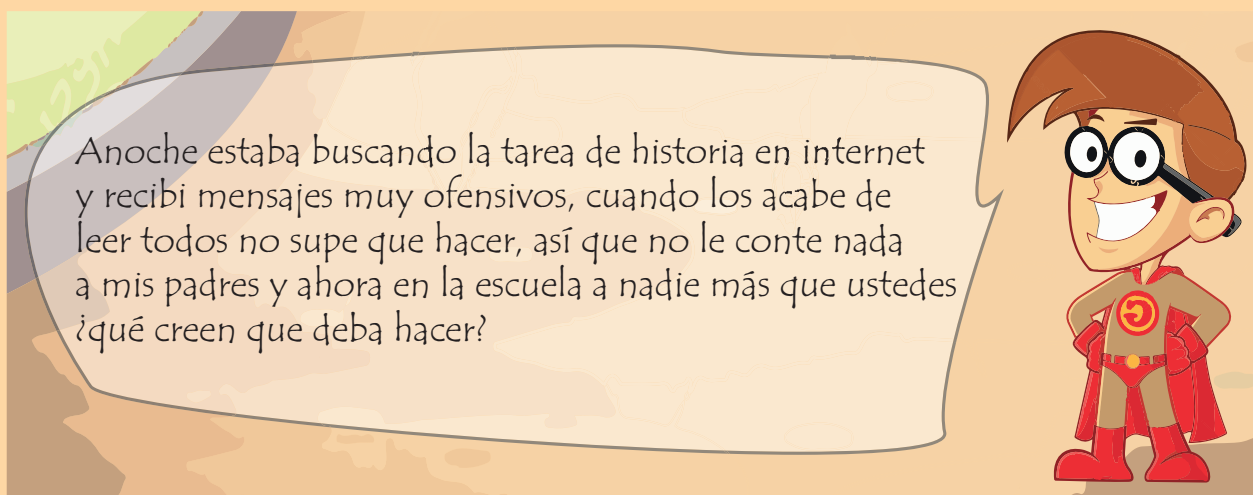 Anoche estaba buscando la tarea de historia en internet
y recibi mensajes muy ofensivos, cuando los acabe de
leer todos no supe que hacer, así que no le conte nada
a mis padres y ahora en la escuela a nadie más que ustedes
¿qué creen que deba hacer?